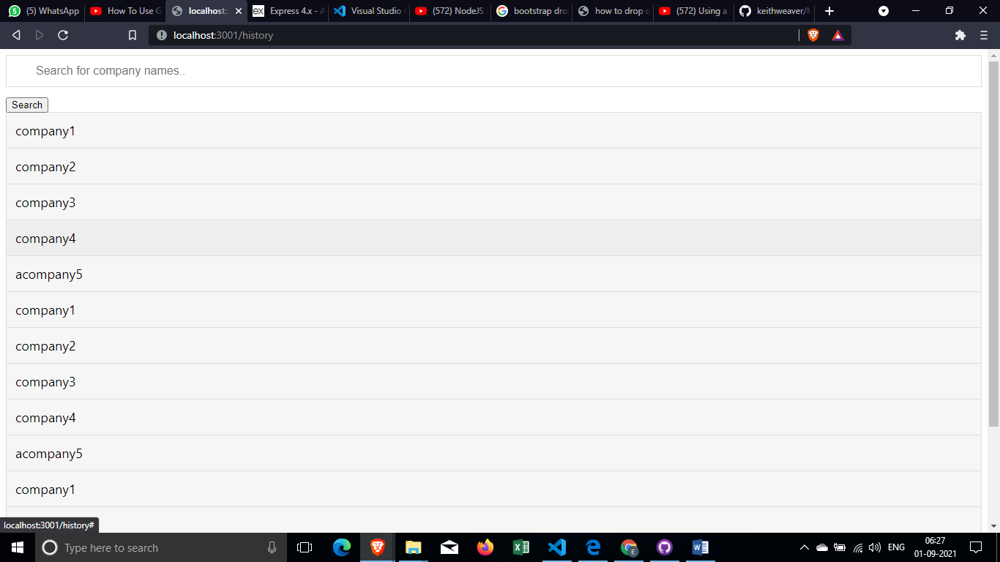 (5) WhatsApp
How To Use G
localhost:
Express 4.x - A
Visual Studio
(572) NodeJS
bootstrap dro
how to drop d
(572) Using a
keithweaver/
localhost:3001/history
Search for company names..
Search
company1
company2
company3
company4
acompany5
company1
company2
company3
company4
acompany5
company1
localhost:3001/history#
Type here to search
ENG
06:27
01-09-2021